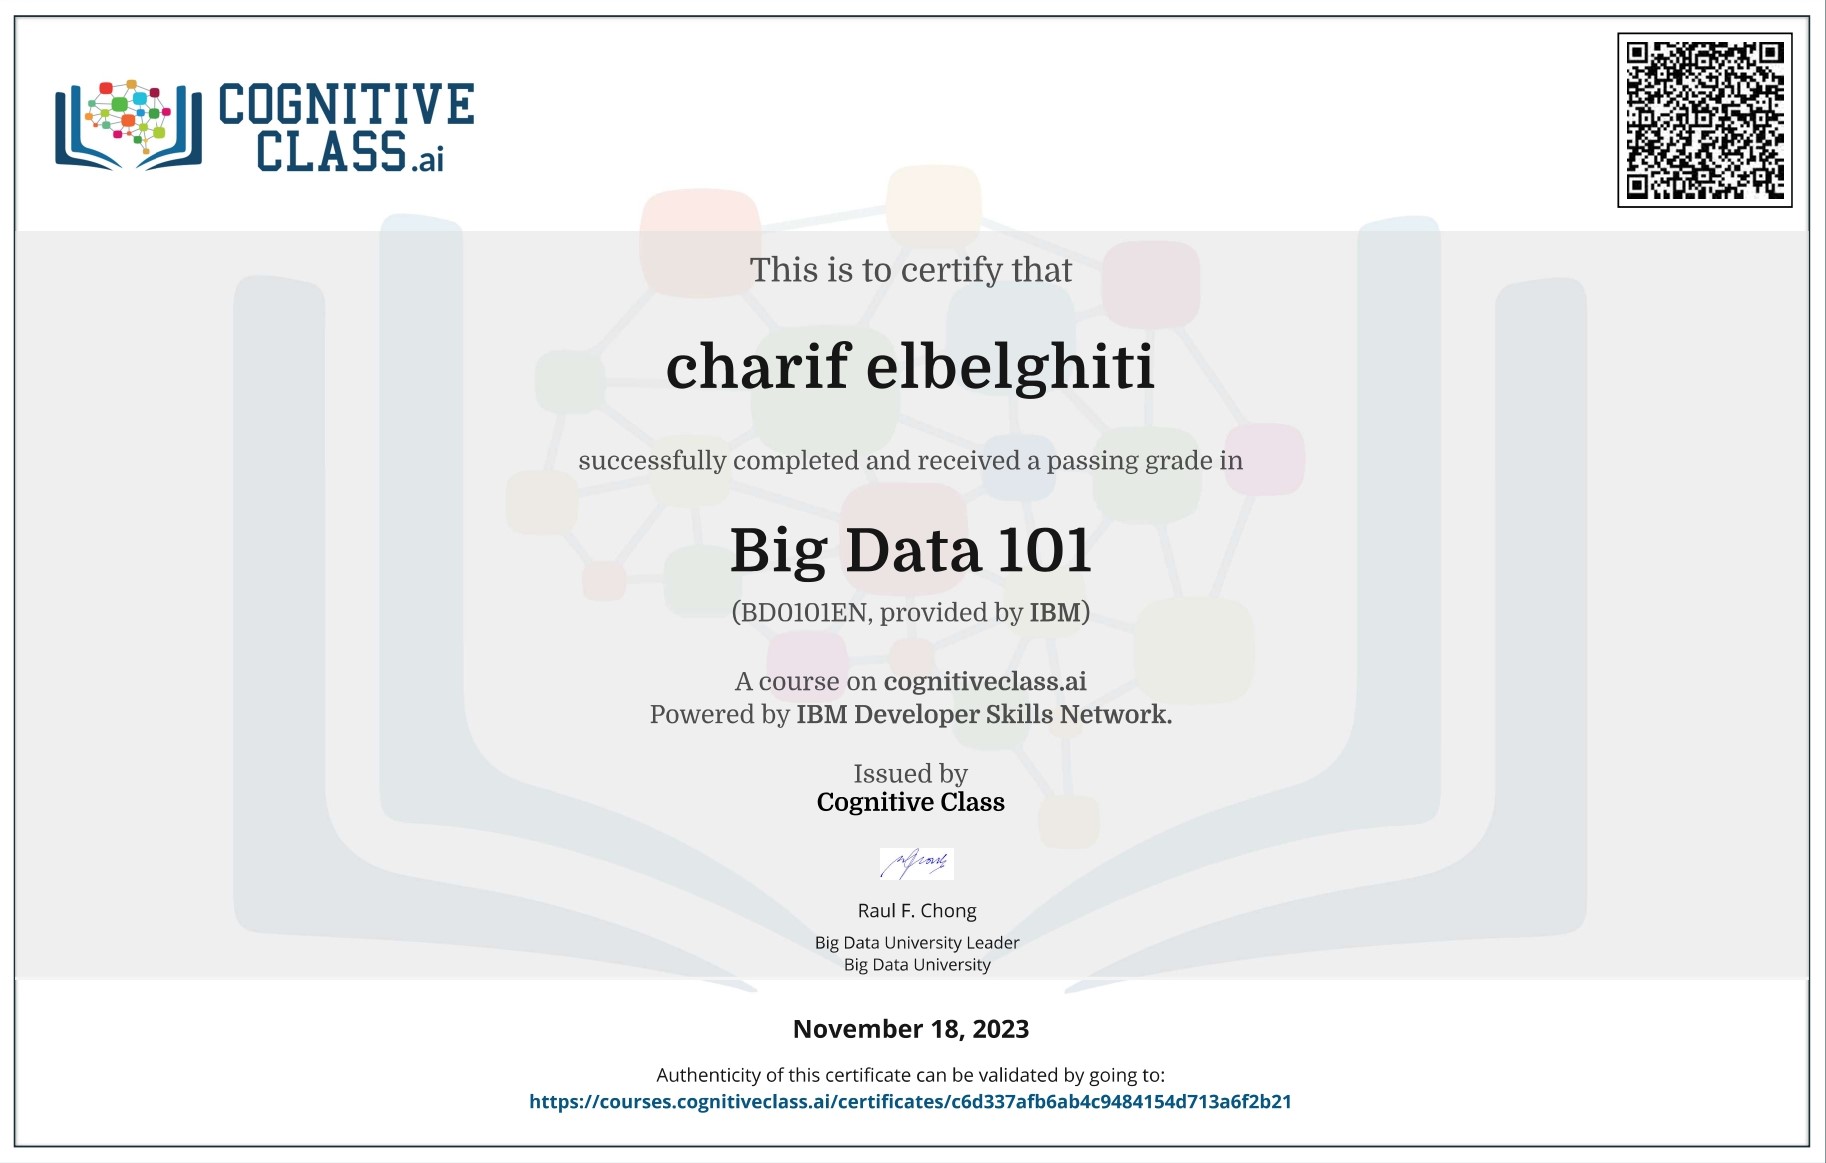 COGNITIVE
CLASS.ai
This is to certify that
charif elbelghiti
successfully completed and received a passing grade in
Big Data 101
(BD0101EN, provided by IBM)
A course on cognitiveclass.ai
Powered by IBM Developer Skills Network.
Issued by
Cognitive Class
Raul F. Chong
Big Data University Leader
Big Data University
November 18, 2023
Authenticity of this certificate can be validated by going to:
https://courses.cognitiveclass.ai/certificates/c6d337afb6ab4c9484154d713a6f2b21